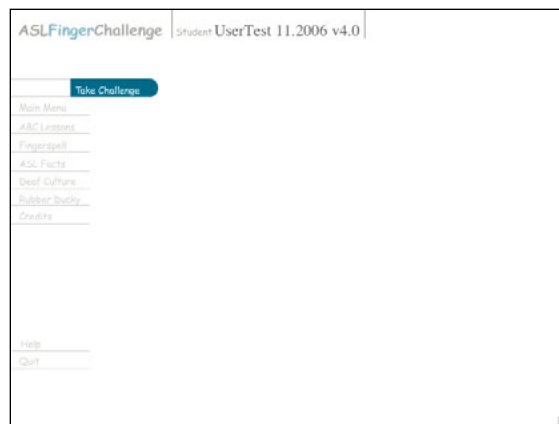 ASLFingerChallenge Student UserTest 11.2006 v4.0
Take Challenge
Main Menu
ABC Lessons
Fingerspell
ASL Facts
Deaf Culture
Rubber Ducky
Credits
Help
Quit